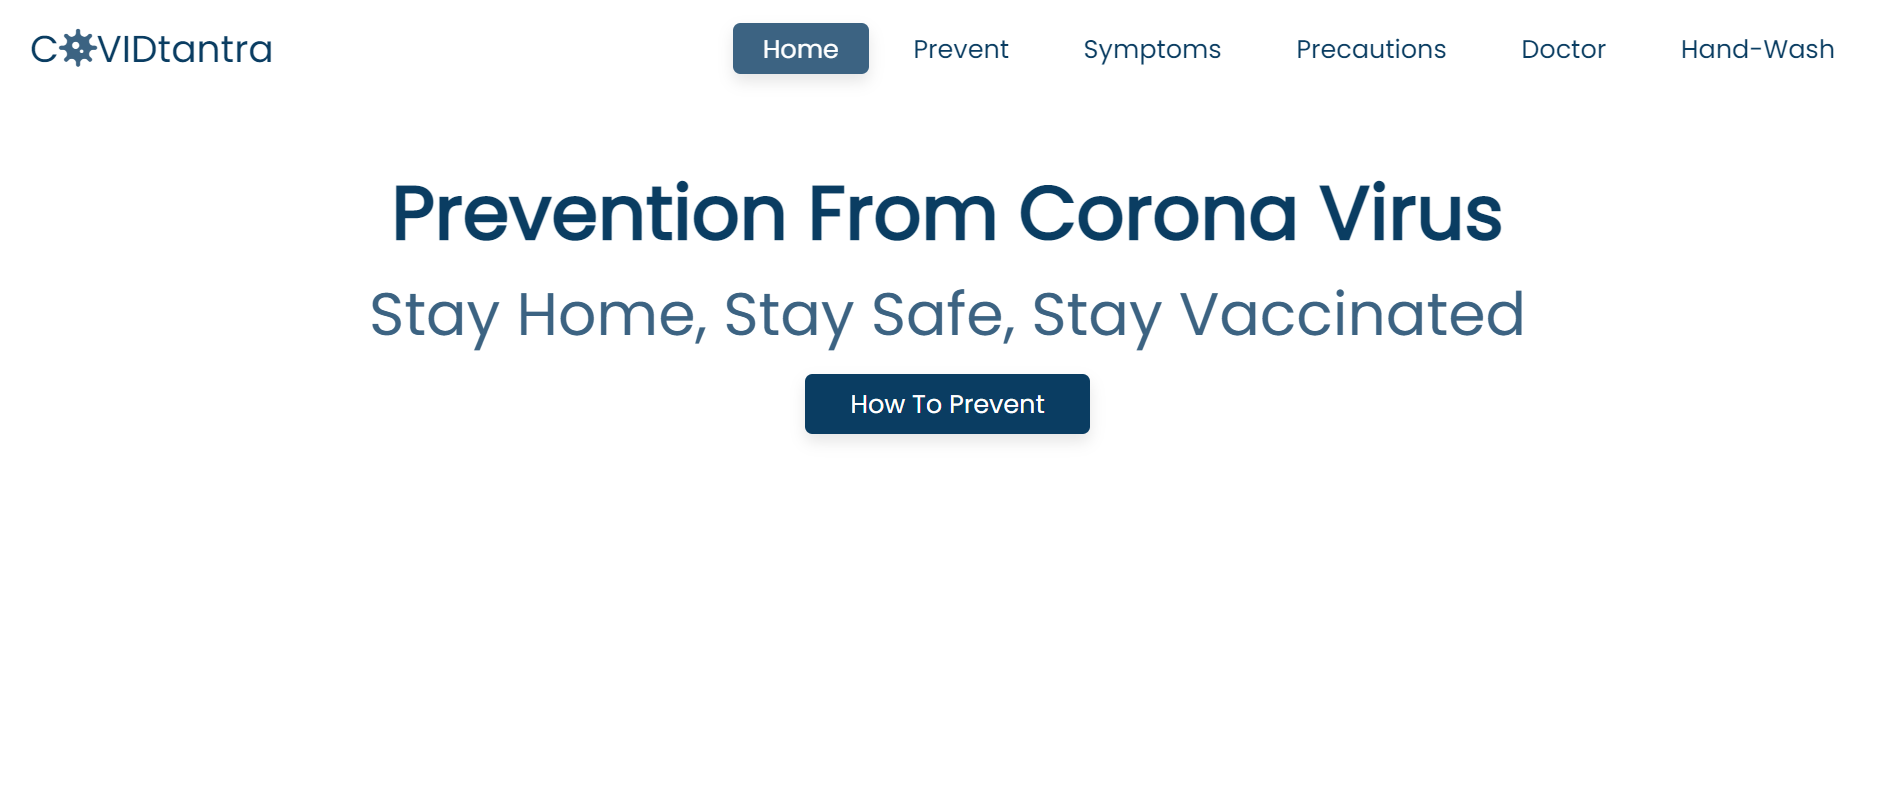 COVIDtantra
Home Prevent Symptoms Precautions Doctor Hand-Wash
Prevention From Corona Virus
Stay Home, Stay Safe, Stay Vaccinated
How To Prevent